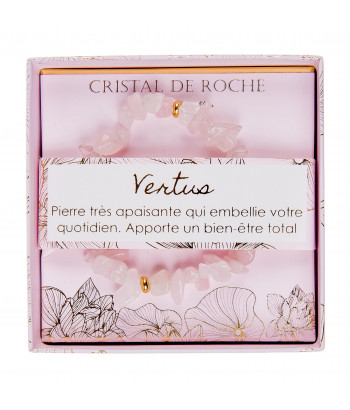 CRISTAL DE ROCHE
Vertus
Pierre très apaisante qui embellie votre
quotidien. Apporte un bien-être total